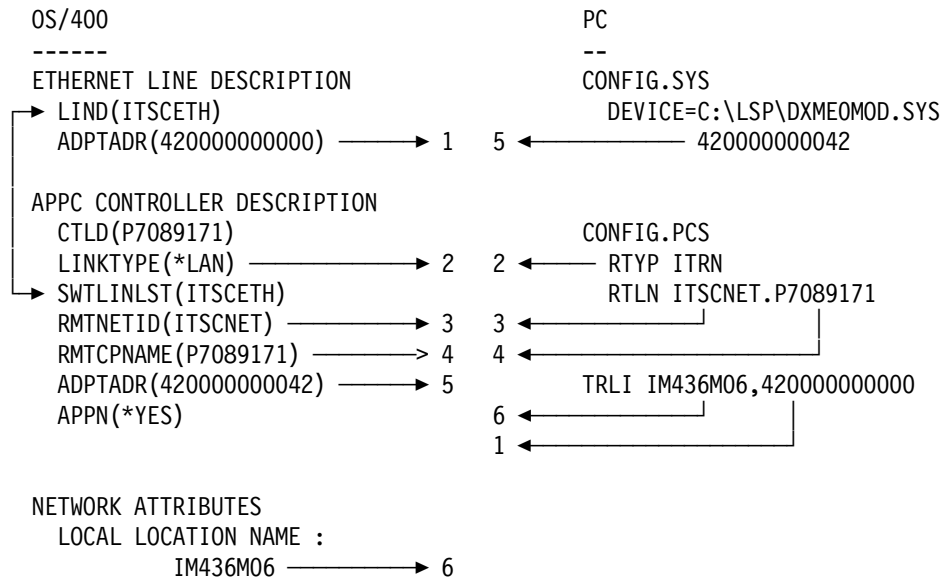 OS/400 PC
------ --
ETHERNET LINE DESCRIPTION CONFIG.SYS
LIND(ITSCETH) DEVICE=C:\LSP\DXMEOMOD.SYS
ADPTADR(420000000000) 1 5 420000000042
APPC CONTROLLER DESCRIPTION
CTLD(P7089171) CONFIG.PCS
LINKTYPE(*LAN) 2 2 RTYP ITRN
SWTLINLST(ITSCETH) RTLN ITSCNET.P7089171
RMTNETID(ITSCNET) 3 3
RMTCPNAME(P7089171) > 4 4
ADPTADR(420000000042) 5 TRLI IM436M06,420000000000
APPN(*YES) 6
1
NETWORK ATTRIBUTES
LOCAL LOCATION NAME :
IM436M06 6